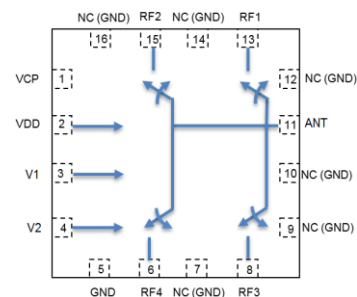 NC (GND) RF2 NC (GND) RF1
16 15 14 13
VCP 1 12 NC (GND)
VDD 2 11 ANT
V1 3 10 NC (GND)
V2 4 9 NC (GND)
5 6 7 8
GND RF4 NC (GND) RF3